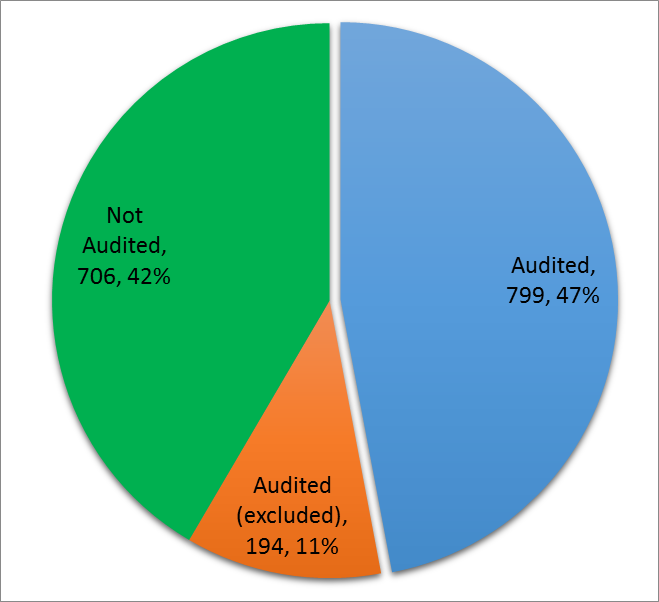 Not
Audited,
706, 42%
Audited,
799, 47%
Audited
(excluded),
194, 11%